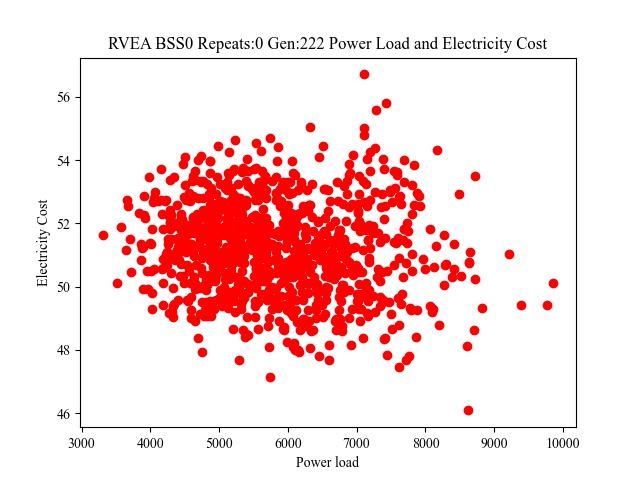 RVEA BSS0 Repeats:0 Gen:222 Power Load and Electricity Cost
56
54
52
50
48
46
Electricity Cost
3000 4000 5000 6000 7000 8000 9000 10000
Power load